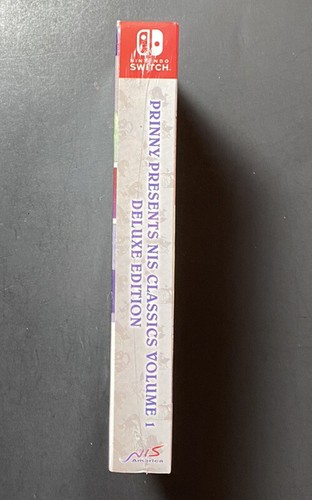 NINTENDO
SWITCH
PRINNY PRESENTS NIS CLASSICS VOLUME 1
DELUXE EDITION
NIS
America